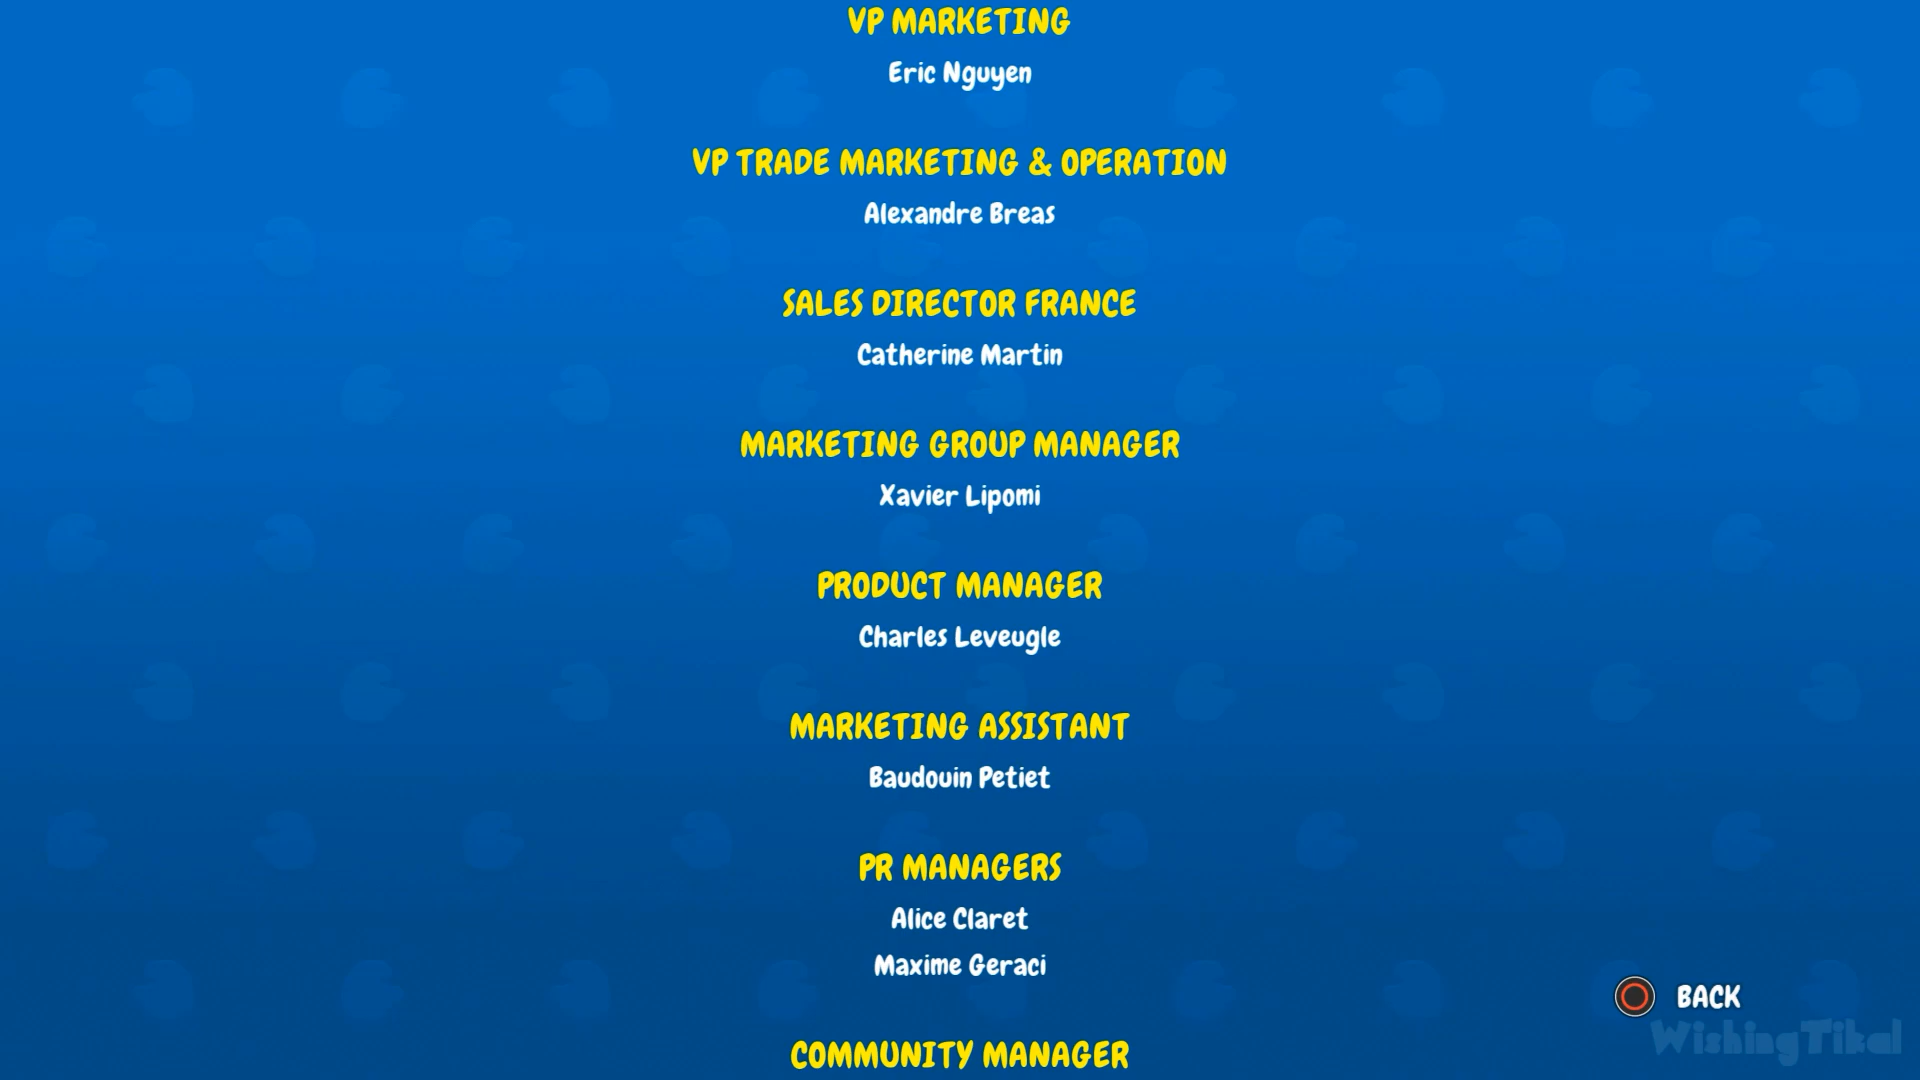 VP MARKETING
Eric Nguyen
VP TRADE MARKETING & OPERATION
Alexandre Breas
SALES DIRECTOR FRANCE
Catherine Martin
MARKETING GROUP MANAGER
Xavier Lipomi
PRODUCT MANAGER
Charles Leveugle
MARKETING ASSISTANT
Baudouin Petiet
PR MANAGERS
Alice Claret
Maxime Geraci
BACK
WishingTikal
COMMUNITY MANAGER